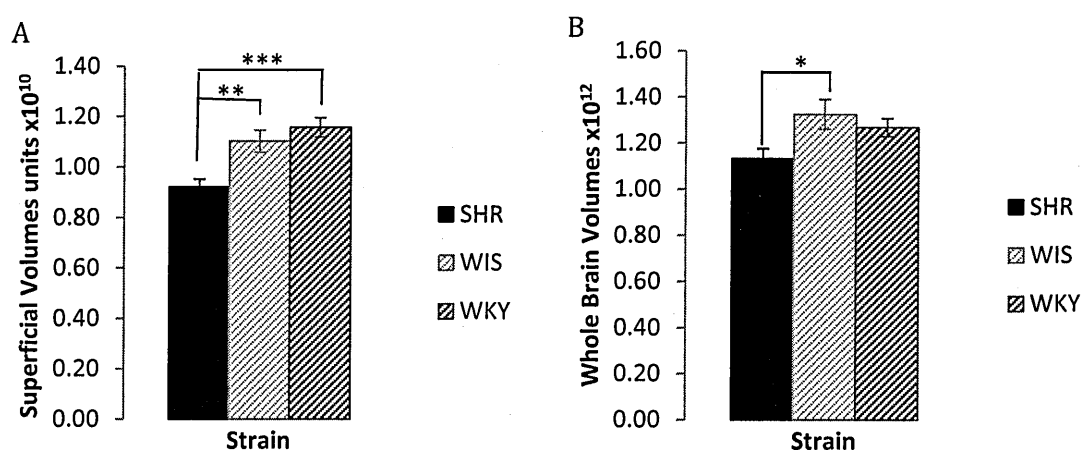 A
Superficial Volumes units x10¹⁰
1.40
1.20
1.00
0.80
0.60
0.40
0.20
0.00
***
**
Strain
SHR
WIS
WKY
B
Whole Brain Volumes x10¹²
1.60
1.40
1.20
1.00
0.80
0.60
0.40
0.20
0.00
*
Strain
SHR
WIS
WKY